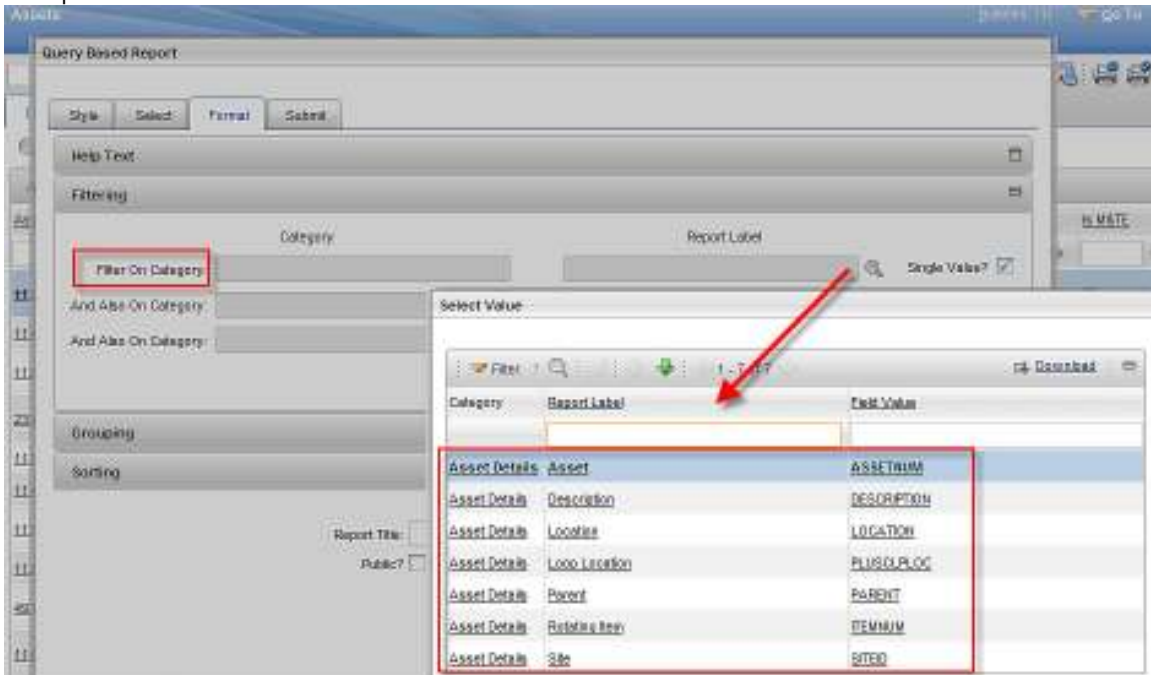 Assets
Go To
Query Based Report
Style Select Format Submit
Help Text
Filtering
Category Report Label
Filter On Category: Single Value?
And Also On Category:
And Also On Category:
Grouping
Sorting
Report Title:
Public?
Select Value
Filter Download
Category Report Label Field Value
Asset Details Asset ASSETNUM
Asset Details Description DESCRIPTION
Asset Details Location LOCATION
Asset Details Loop Location PLUSCLPLOC
Asset Details Parent PARENT
Asset Details Rotating Item ITEMNUM
Asset Details Site SITEID